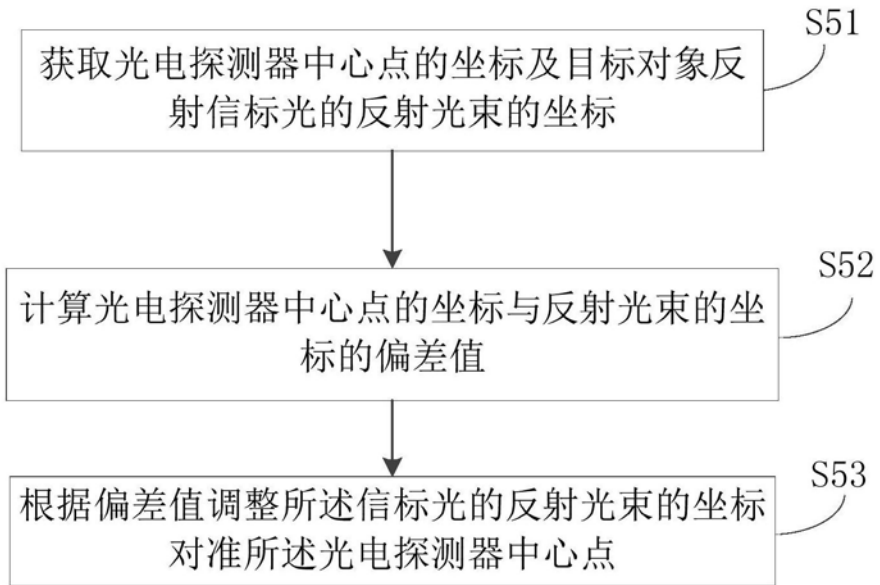 S51
获取光电探测器中心点的坐标及目标对象反
射信标光的反射光束的坐标
S52
计算光电探测器中心点的坐标与反射光束的坐
标的偏差值
S53
根据偏差值调整所述信标光的反射光束的坐标
对准所述光电探测器中心点